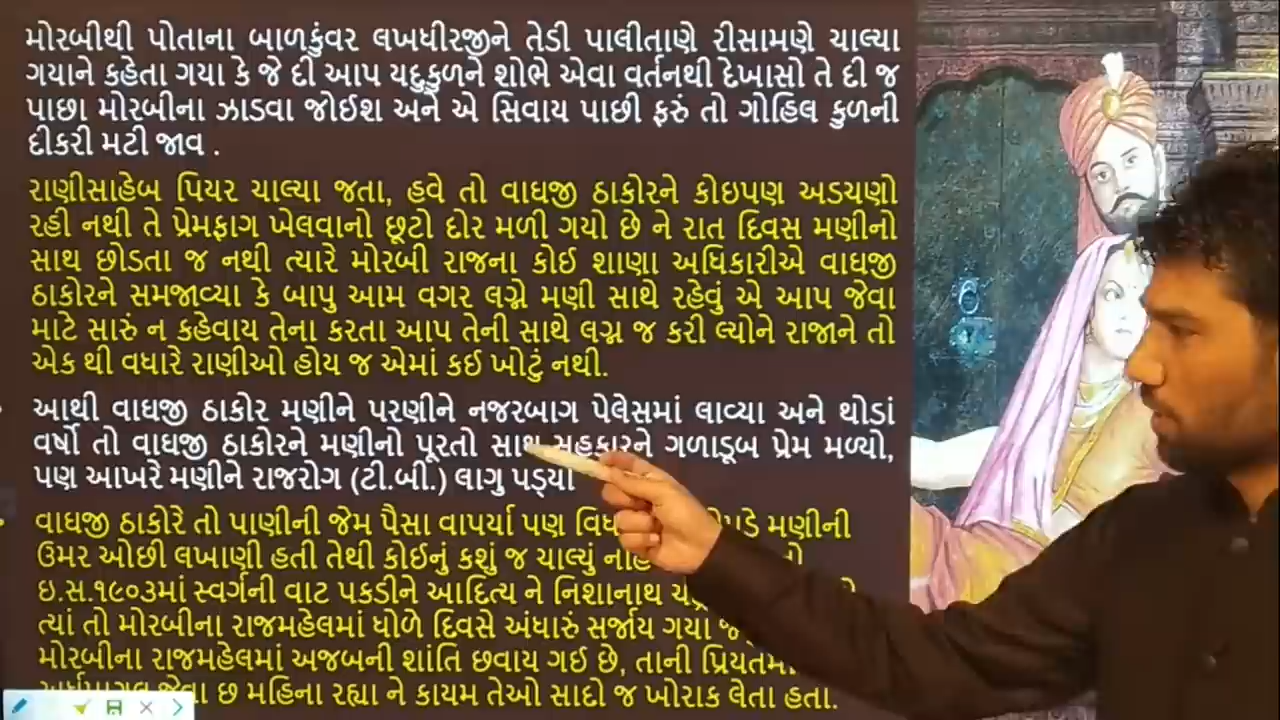 મોરબીથી પોતાના બાળકુંવર લખધીરજીને તેડી પાલીતાણે રીસામણે ચાલ્યા
ગયાને કહેતા ગયા કે જે દી આપ યદુકુળને શોભે એવા વર્તનથી દેખાસો તે દી જ
પાછા મોરબીના ઝાડવા જોઈશ અને એ સિવાય પાછી ફરું તો ગોહિલ કુળની
દીકરી મટી જાવ .
રાણીસાહેબ પિયર ચાલ્યા જતા, હવે તો વાઘજી ઠાકોરને કોઇપણ અડચણો
રહી નથી તે પ્રેમફાગ ખેલવાનો છૂટો દોર મળી ગયો છે ને રાત દિવસ મણીનો
સાથ છોડતા જ નથી ત્યારે મોરબી રાજના કોઈ શાણા અધિકારીએ વાઘજી
ઠાકોરને સમજાવ્યા કે બાપુ આમ વગર લગ્ને મણી સાથે રહેવું એ આપ જેવા
માટે સારું ન કહેવાય તેના કરતા આપ તેની સાથે લગ્ન જ કરી લ્યોને રાજાને તો
એક થી વધારે રાણીઓ હોય જ એમાં કઈ ખોટું નથી.
આથી વાઘજી ઠાકોર મણીને પરણીને નજરબાગ પેલેસમાં લાવ્યા અને થોડાં
વર્ષો તો વાઘજી ઠાકોરને મણીનો પૂરતો સાથ સહકારને ગળાડૂબ પ્રેમ મળ્યો,
પણ આખરે મણીને રાજરોગ (ટી.બી.) લાગુ પડ્યો
વાઘજી ઠાકોરે તો પાણીની જેમ પૈસા વાપર્યા પણ મણીની
ઉમર ઓછી લખાણી હતી તેથી કોઈનું કશું જ ચાલ્યું
ઇ.સ.૧૯૦૩માં સ્વર્ગની વાટ પકડીને આદિત્ય ને નિશાનાથ
ત્યાં તો મોરબીના રાજમહેલમાં ધોળે દિવસે અંધારું સર્જાય ગયા
મોરબીના રાજમહેલમાં અજબની શાંતિ છવાય ગઈ છે, તાની
જેવા છ મહિના રહ્યા ને કાયમ તેઓ સાદો જ ખોરાક લેતા હતા.